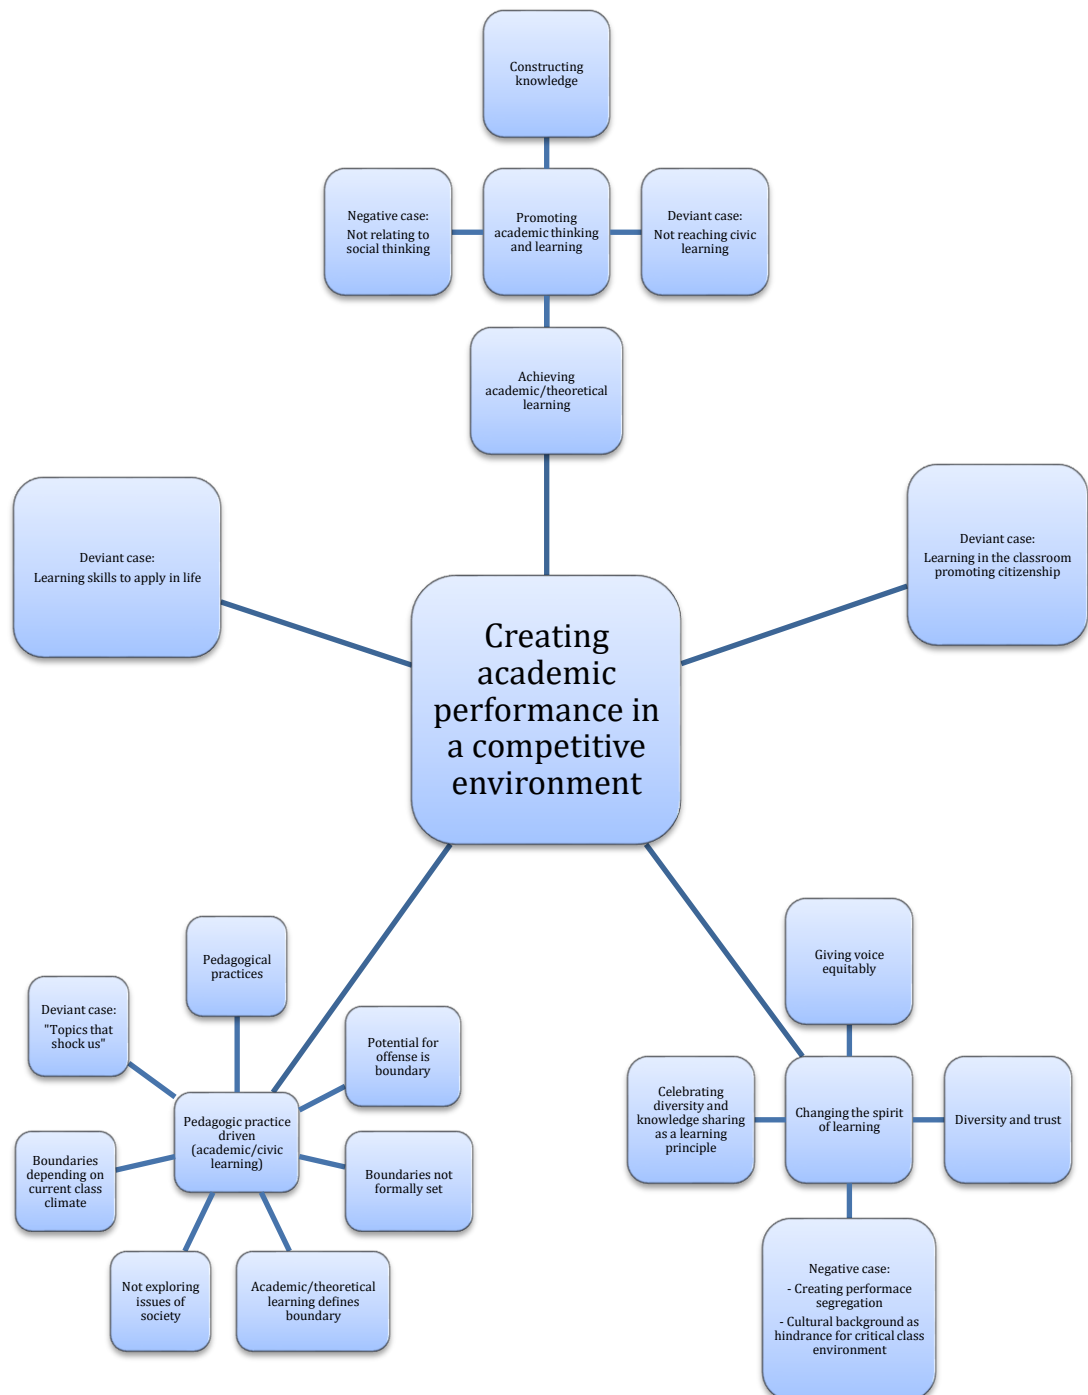 Constructing
knowledge
Negative case:
Not relating to
social thinking
Promoting
academic thinking
and learning
Deviant case:
Not reaching civic
learning
Achieving
academic/theoretical
learning
Deviant case:
Learning skills to apply in life
Deviant case:
Learning in the classroom
promoting citizenship
Creating
academic
performance in
a competitive
environment
Pedagogical
practices
Deviant case:
"Topics that
shock us"
Potential for
offense is
boundary
Pedagogic practice
driven
(academic/civic
learning)
Boundaries
depending on
current class
climate
Boundaries not
formally set
Not exploring
issues of
society
Academic/theoretical
learning defines
boundary
Giving voice
equitably
Celebrating
diversity and
knowledge sharing
as a learning
principle
Changing the spirit
of learning
Diversity and trust
Negative case:
- Creating performace
segregation
- Cultural background as
hindrance for critical class
environment